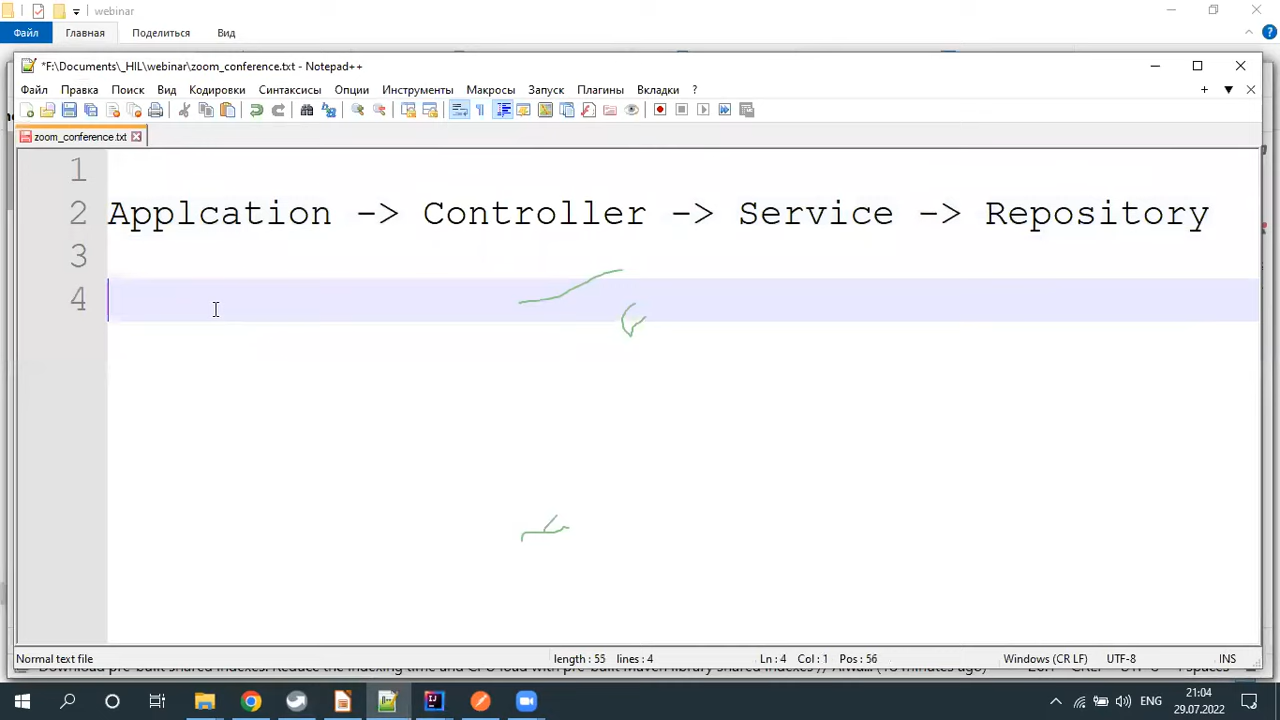 webinar
Файл Главная Поделиться Вид
*F:\Documents\_HIL\webinar\zoom_conference.txt - Notepad++
Файл Правка Поиск Вид Кодировки Синтаксисы Опции Инструменты Макросы Запуск Плагины Вкладки ?
zoom_conference.txt
1
2 Applcation -> Controller -> Service -> Repository
3
4
Normal text file length : 55 lines : 4 Ln : 4 Col : 1 Pos : 56 Windows (CR LF) UTF-8 INS
ENG 21:04
29.07.2022